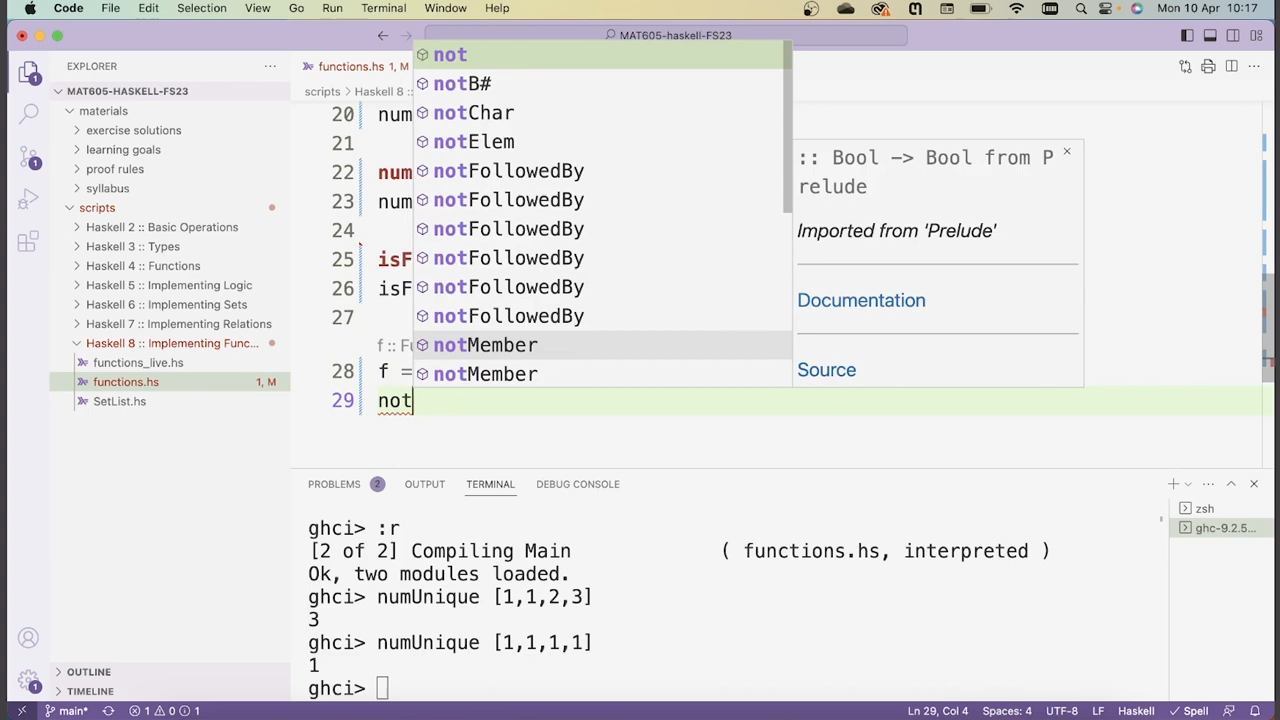 Code File Edit Selection View Go Run Terminal Window Help Mon 10 Apr 10:17
MAT605-haskell-FS23
EXPLORER
MAT605-HASKELL-FS23
materials
exercise solutions
learning goals
proof rules
syllabus
scripts
Haskell 2 :: Basic Operations
Haskell 3 :: Types
Haskell 4 :: Functions
Haskell 5 :: Implementing Logic
Haskell 6 :: Implementing Sets
Haskell 7 :: Implementing Relations
Haskell 8 :: Implementing Func...
functions_live.hs
functions.hs 1, M
SetList.hs
OUTLINE
TIMELINE
functions.hs 1, M
scripts > Haskell 8 ::
20 num
21
22 num
23 num
24
25 isF
26 isF
27
f :: Fu
28 f =
29 not
not
notB#
notChar
notElem
notFollowedBy
notFollowedBy
notFollowedBy
notFollowedBy
notFollowedBy
notFollowedBy
notMember
notMember
:: Bool -> Bool from P
relude
Imported from 'Prelude'
Documentation
Source
PROBLEMS 2 OUTPUT TERMINAL DEBUG CONSOLE
ghci> :r
[2 of 2] Compiling Main ( functions.hs, interpreted )
Ok, two modules loaded.
ghci> numUnique [1,1,2,3]
3
ghci> numUnique [1,1,1,1]
1
ghci>
zsh
ghc-9.2.5...
main* 1 0 1 Ln 29, Col 4 Spaces: 4 UTF-8 LF Haskell Spell